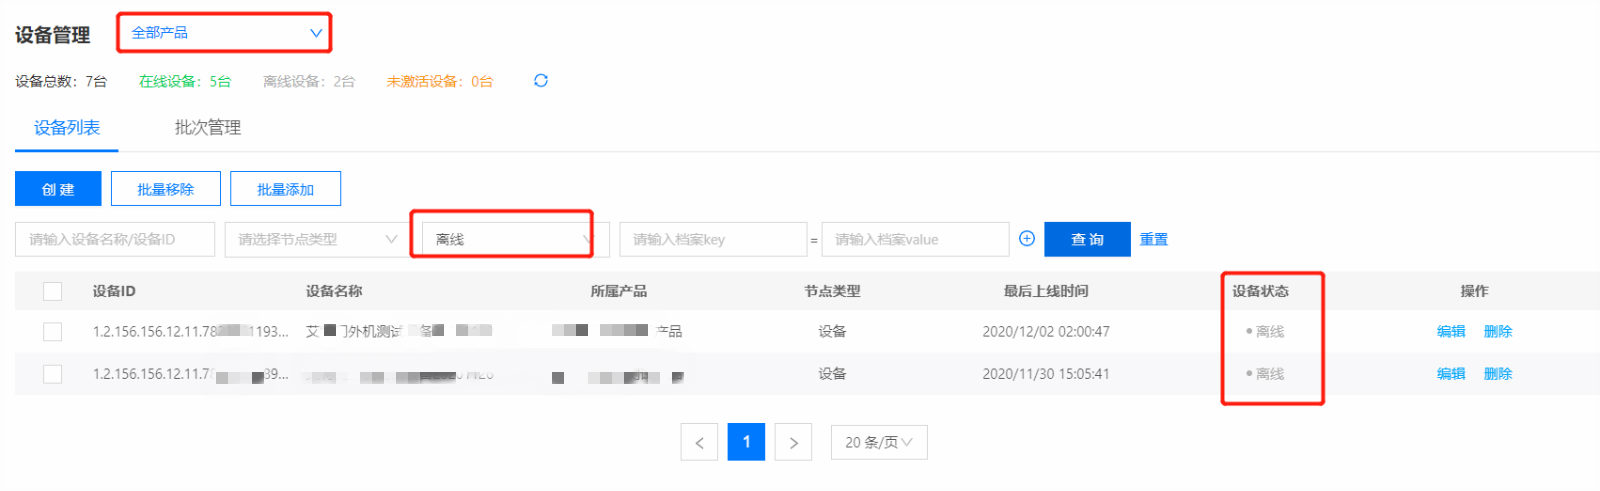 设备管理 全部产品
设备总数：7台 在线设备：5台 离线设备：2台 未激活设备：0台
设备列表 批次管理
创 建 批量移除 批量添加
请输入设备名称/设备ID 请选择节点类型 离线 请输入档案key = 请输入档案value 查 询 重置
设备ID 设备名称 所属产品 节点类型 最后上线时间 设备状态 操作
1.2.156.156.12.11.78 1193... 艾 门外机测试 备 产品 设备 2020/12/02 02:00:47 离线 编辑 删除
1.2.156.156.12.11.7 89... 设备 2020/11/30 15:05:41 离线 编辑 删除
< 1 > 20 条/页